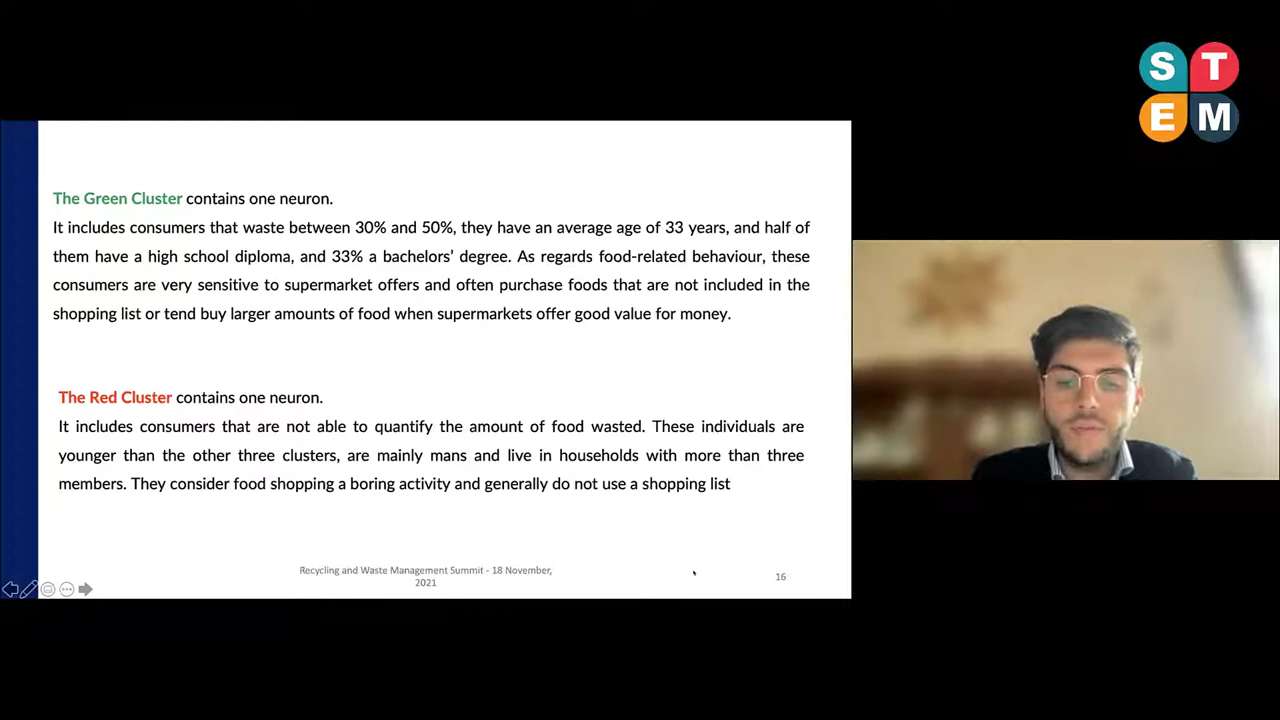 S T
E M
The Green Cluster contains one neuron.
It includes consumers that waste between 30% and 50%, they have an average age of 33 years, and half of
them have a high school diploma, and 33% a bachelors' degree. As regards food-related behaviour, these
consumers are very sensitive to supermarket offers and often purchase foods that are not included in the
shopping list or tend buy larger amounts of food when supermarkets offer good value for money.
The Red Cluster contains one neuron.
It includes consumers that are not able to quantify the amount of food wasted. These individuals are
younger than the other three clusters, are mainly mans and live in households with more than three
members. They consider food shopping a boring activity and generally do not use a shopping list
Recycling and Waste Management Summit - 18 November,
2021
16